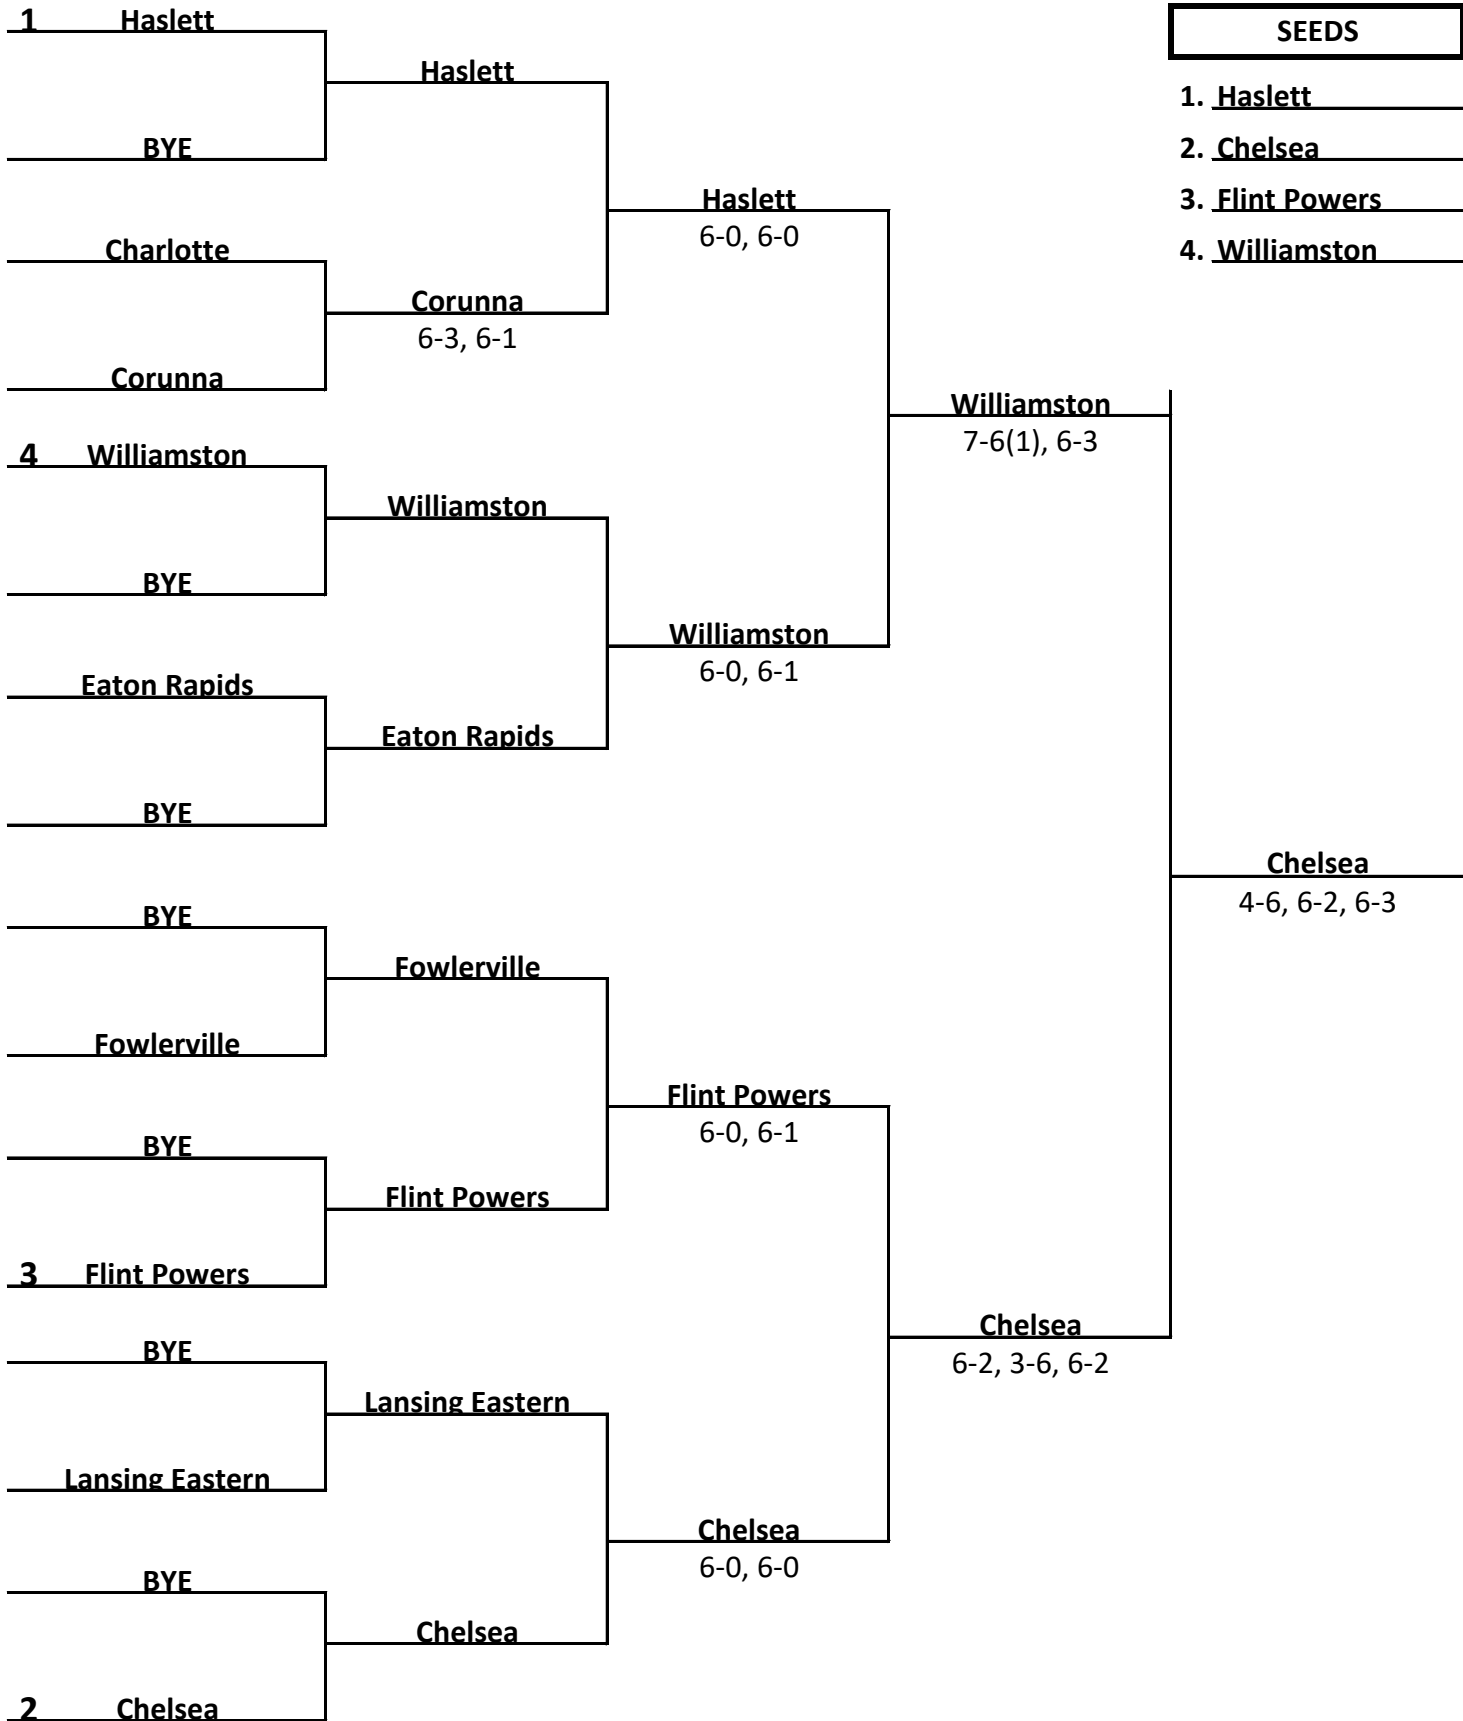 1 Haslett
SEEDS
Haslett
1. Haslett
BYE
2. Chelsea
Haslett
3. Flint Powers
6-0, 6-0
Charlotte
4. Williamston
Corunna
6-3, 6-1
Corunna
Williamston
7-6(1), 6-3
4 Williamston
Williamston
BYE
Williamston
6-0, 6-1
Eaton Rapids
Eaton Rapids
BYE
Chelsea
4-6, 6-2, 6-3
BYE
Fowlerville
Fowlerville
Flint Powers
6-0, 6-1
BYE
Flint Powers
3 Flint Powers
Chelsea
6-2, 3-6, 6-2
BYE
Lansing Eastern
Lansing Eastern
Chelsea
6-0, 6-0
BYE
Chelsea
2 Chelsea